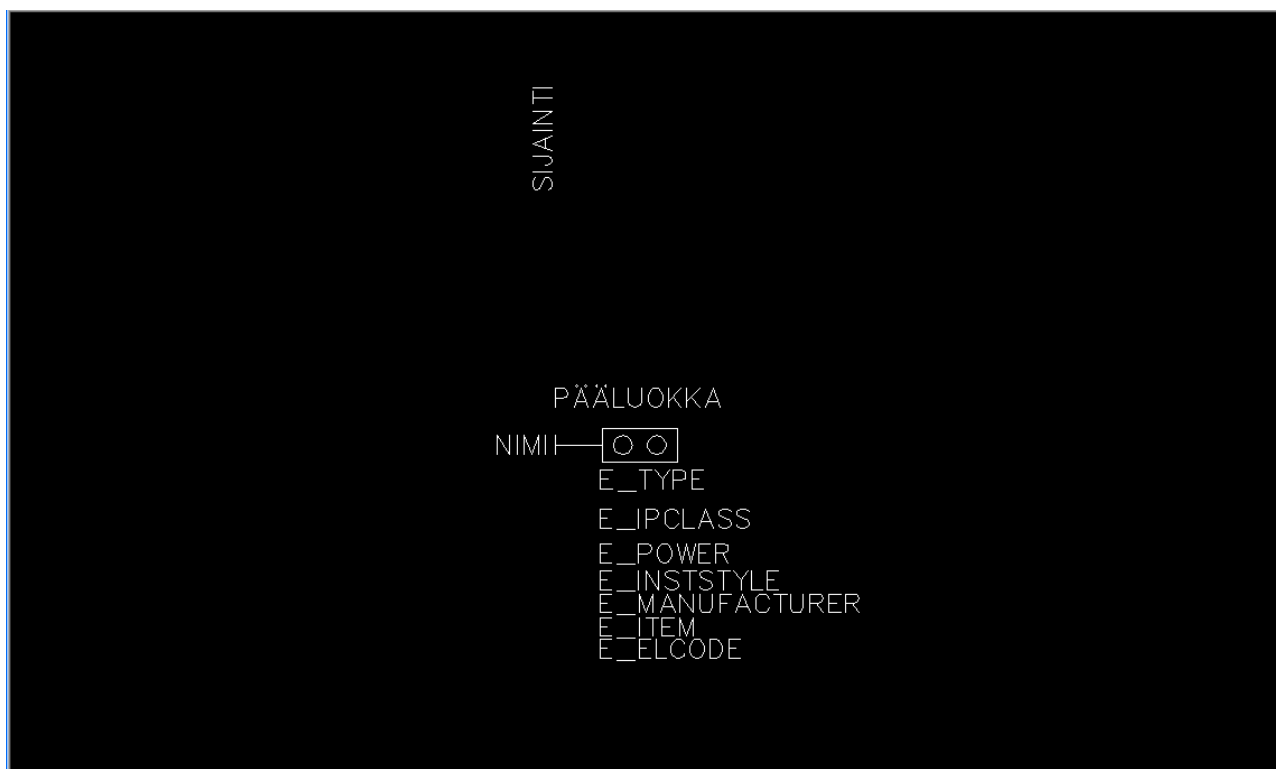 SIJAINTI
PÄÄLUOKKA
NIMI
E_TYPE
E_IPCLASS
E_POWER
E_INSTSTYLE
E_MANUFACTURER
E_ITEM
E_ELCODE